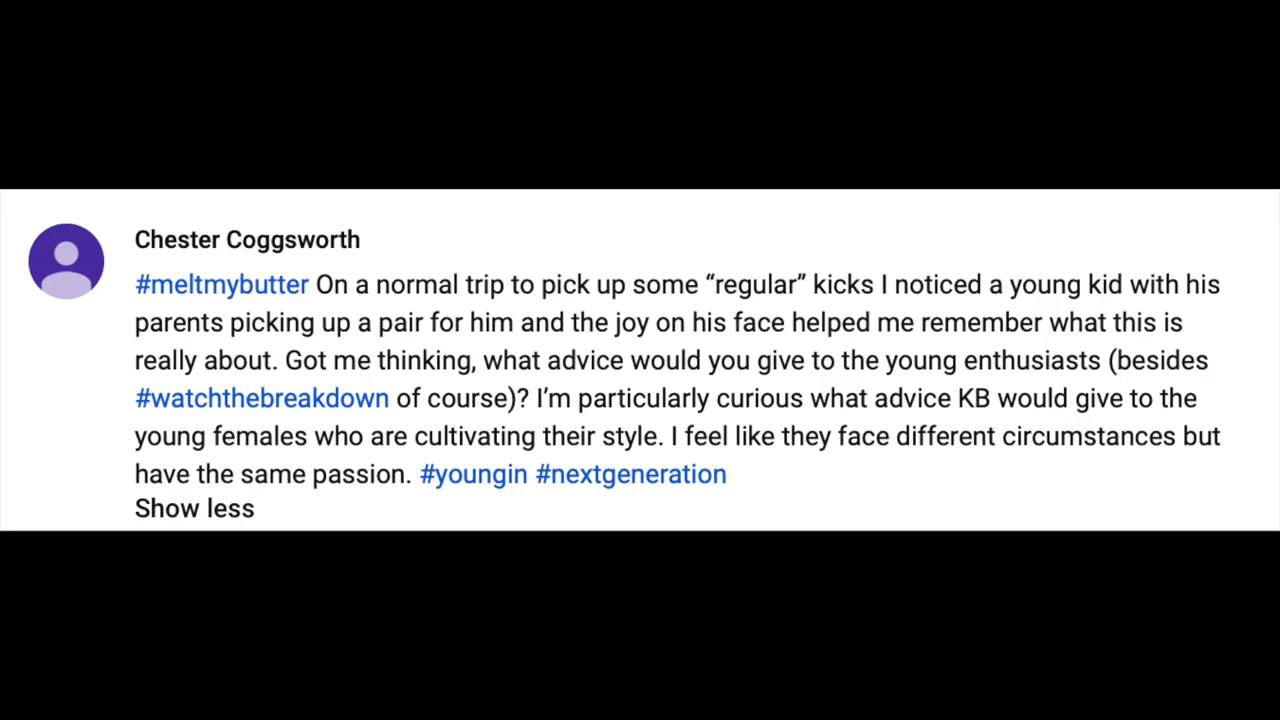 Chester Coggsworth
#meltmybutter On a normal trip to pick up some “regular” kicks I noticed a young kid with his
parents picking up a pair for him and the joy on his face helped me remember what this is
really about. Got me thinking, what advice would you give to the young enthusiasts (besides
#watchthebreakdown of course)? I’m particularly curious what advice KB would give to the
young females who are cultivating their style. I feel like they face different circumstances but
have the same passion. #youngin #nextgeneration
Show less